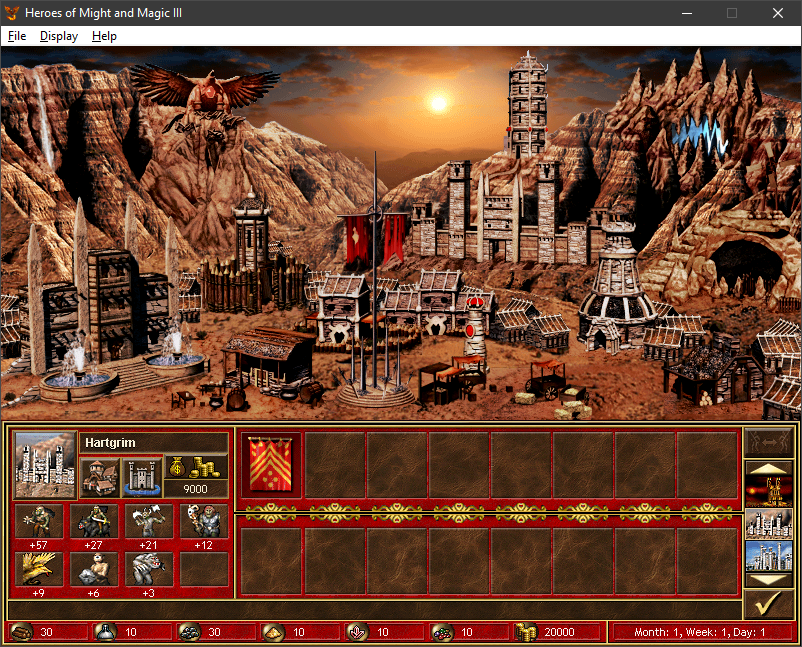 Heroes of Might and Magic III
File Display Help
Hartgrim
9000
+57 +27 +21 +12
+9 +6 +3
30 10 30 10 10 10 20000 Month: 1, Week: 1, Day: 1